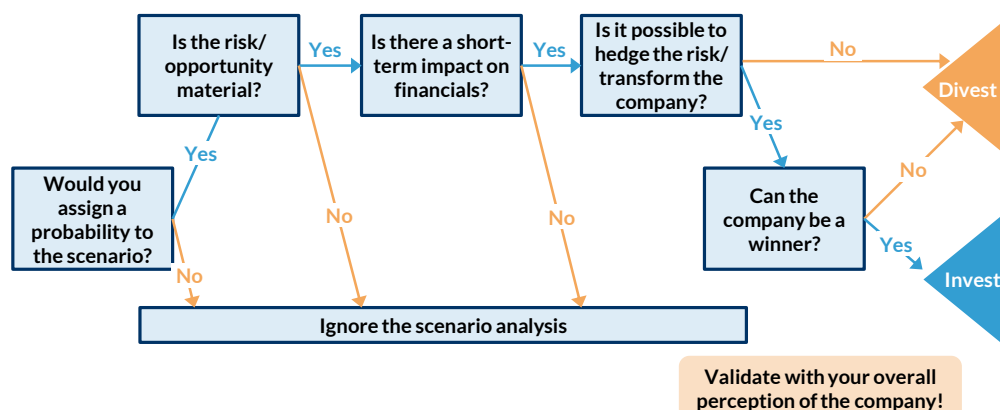 Is the risk/
opportunity
material?
Yes
Is there a short-
term impact on
financials?
Yes
Is it possible to
hedge the risk/
transform the
company?
No
Divest
Yes
Yes
Would you
assign a
probability to
the scenario?
No
No
No
Can the
company be a
winner?
No
Yes
No
Invest
Ignore the scenario analysis
Validate with your overall
perception of the company!